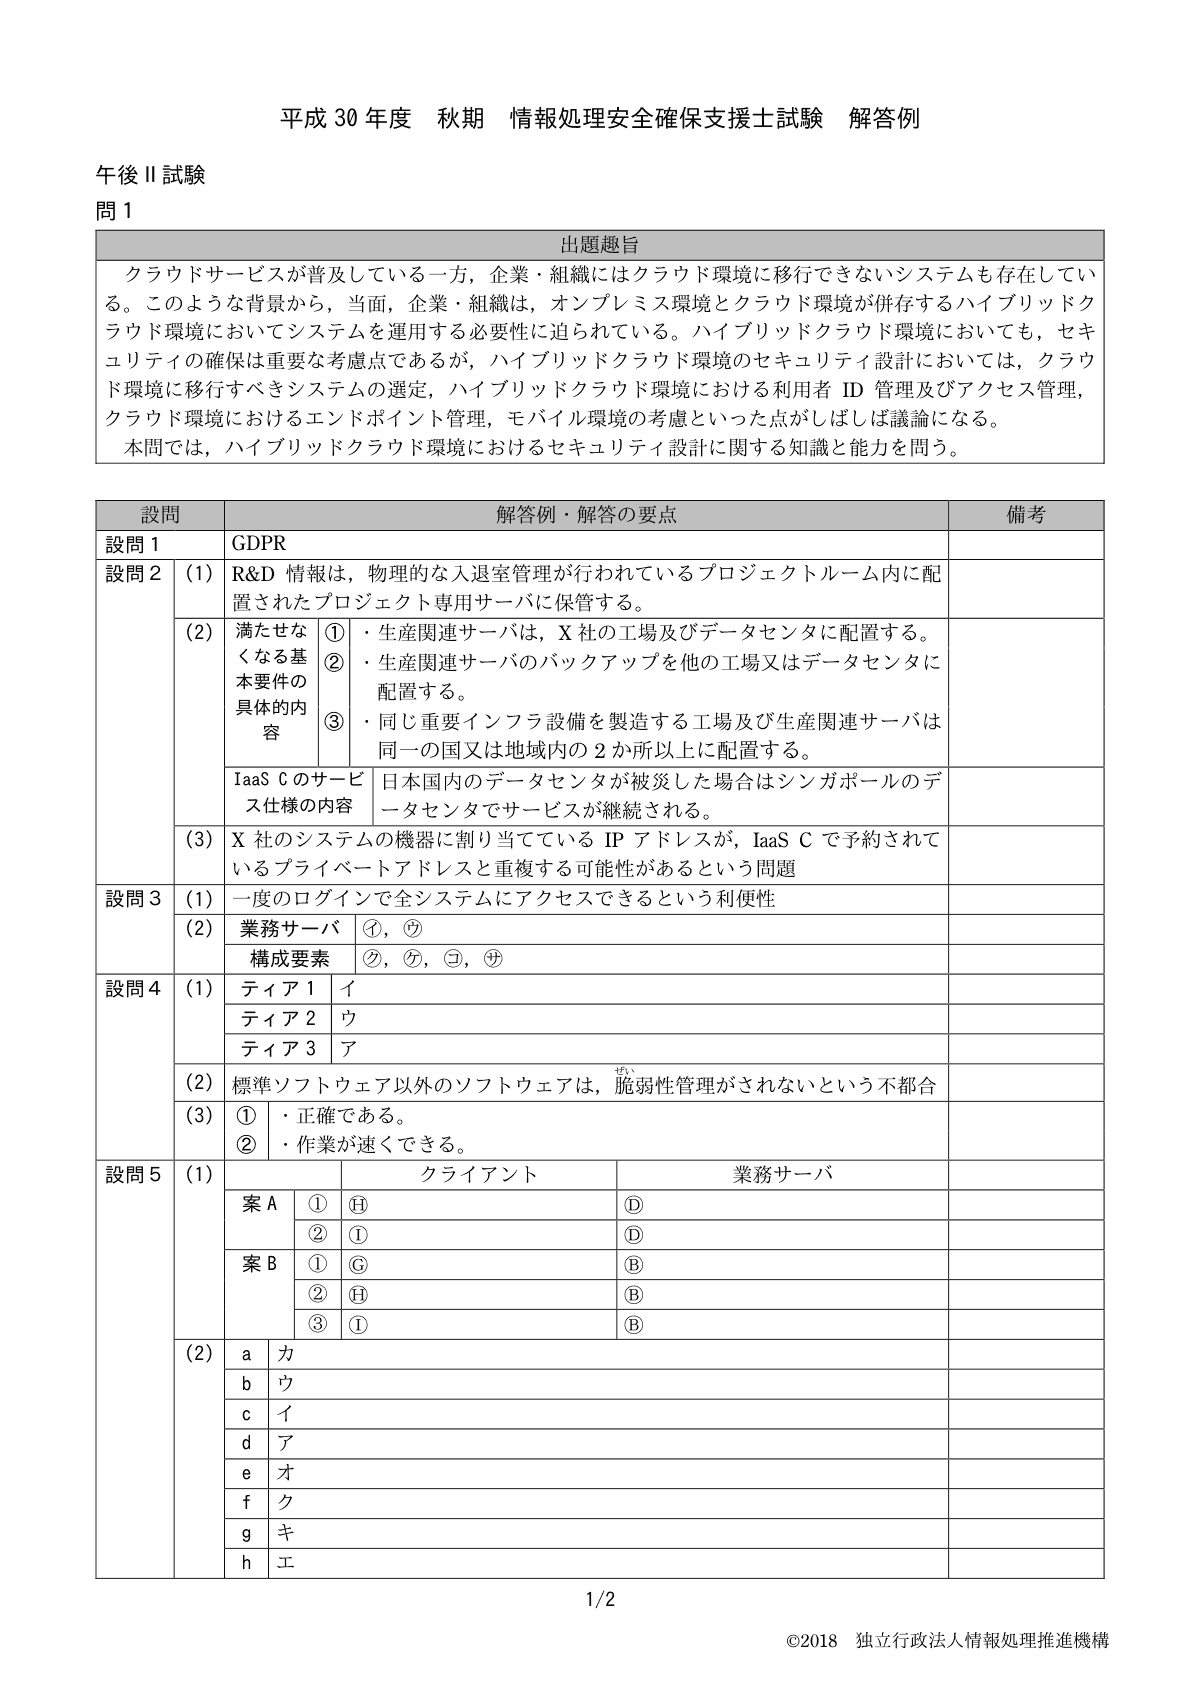 平成 30 年度　秋期　情報処理安全確保支援士試験　解答例
午後 II 試験
問 1
出題趣旨
クラウドサービスが普及している一方，企業・組織にはクラウド環境に移行できないシステムも存在してい
る。このような背景から，当面，企業・組織は，オンプレミス環境とクラウド環境が併存するハイブリッドク
ラウド環境においてシステムを運用する必要性に迫られている。ハイブリッドクラウド環境においても，セキ
ュリティの確保は重要な考慮点であるが，ハイブリッドクラウド環境のセキュリティ設計においては，クラウ
ド環境に移行すべきシステムの選定，ハイブリッドクラウド環境における利用者 ID 管理及びアクセス管理，
クラウド環境におけるエンドポイント管理，モバイル環境の考慮といった点がしばしば議論になる。
本問では，ハイブリッドクラウド環境におけるセキュリティ設計に関する知識と能力を問う。
設問 解答例・解答の要点 備考
設問 1 GDPR
設問 2 (1) R&D 情報は，物理的な入退室管理が行われているプロジェクトルーム内に配
置されたプロジェクト専用サーバに保管する。
(2) 満たせな ① ・生産関連サーバは，X 社の工場及びデータセンタに配置する。
くなる基 ② ・生産関連サーバのバックアップを他の工場又はデータセンタに
本要件の 配置する。
具体的内 ③ ・同じ重要インフラ設備を製造する工場及び生産関連サーバは
容 同一の国又は地域内の 2 か所以上に配置する。
IaaS C のサービ 日本国内のデータセンタが被災した場合はシンガポールのデ
ス仕様の内容 ータセンタでサービスが継続される。
(3) X 社のシステムの機器に割り当てている IP アドレスが，IaaS C で予約されて
いるプライベートアドレスと重複する可能性があるという問題
設問 3 (1) 一度のログインで全システムにアクセスできるという利便性
(2) 業務サーバ ㋑，㋒
構成要素 ㋗，㋘，㋙，㋚
設問 4 (1) ティア 1 イ
ティア 2 ウ
ティア 3 ア
ぜい
(2) 標準ソフトウェア以外のソフトウェアは，脆弱性管理がされないという不都合
(3) ① ・正確である。
② ・作業が速くできる。
設問 5 (1) クライアント 業務サーバ
案 A ① Ⓗ Ⓓ
② Ⓘ Ⓓ
案 B ① Ⓖ Ⓑ
② Ⓗ Ⓑ
③ Ⓘ Ⓑ
(2) a カ
b ウ
c イ
d ア
e オ
f ク
g キ
h エ
1/2
©2018　独立行政法人情報処理推進機構